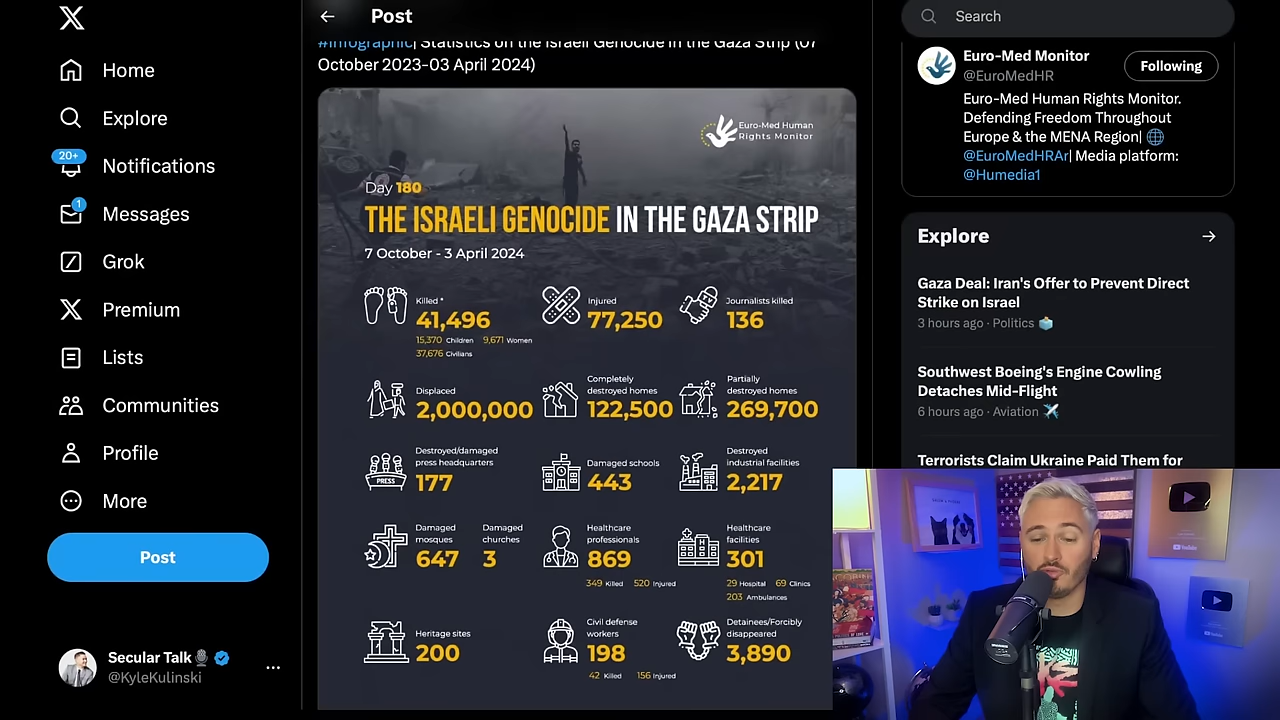 Home
Explore
20+
Notifications
1
Messages
Grok
Premium
Lists
Communities
Profile
More
Post
Secular Talk
@KyleKulinski
Post
#Infographic| Statistics on the Israeli Genocide in the Gaza Strip (07
October 2023-03 April 2024)
Euro-Med Human
Rights Monitor
Day 180
THE ISRAELI GENOCIDE IN THE GAZA STRIP
7 October - 3 April 2024
Killed *
41,496
15,370 Children 9,671 Women
37,676 Civilians
Injured
77,250
Journalists killed
136
Displaced
2,000,000
Completely
destroyed homes
122,500
Partially
destroyed homes
269,700
Destroyed/damaged
press headquarters
PRESS
177
Damaged schools
443
Destroyed
industrial facilities
2,217
Damaged
mosques
647
Damaged
churches
3
Healthcare
professionals
869
349 Killed 520 Injured
Healthcare
facilities
301
29 Hospital 69 Clinics
203 Ambulances
Heritage sites
200
Civil defense
workers
198
42 Killed 156 Injured
Detainees/Forcibly
disappeared
3,890
Search
Euro-Med Monitor
@EuroMedHR
Following
Euro-Med Human Rights Monitor.
Defending Freedom Throughout
Europe & the MENA Region|
@EuroMedHRAr| Media platform:
@Humedia1
Explore
Gaza Deal: Iran's Offer to Prevent Direct
Strike on Israel
3 hours ago · Politics
Southwest Boeing's Engine Cowling
Detaches Mid-Flight
6 hours ago · Aviation
Terrorists Claim Ukraine Paid Them for